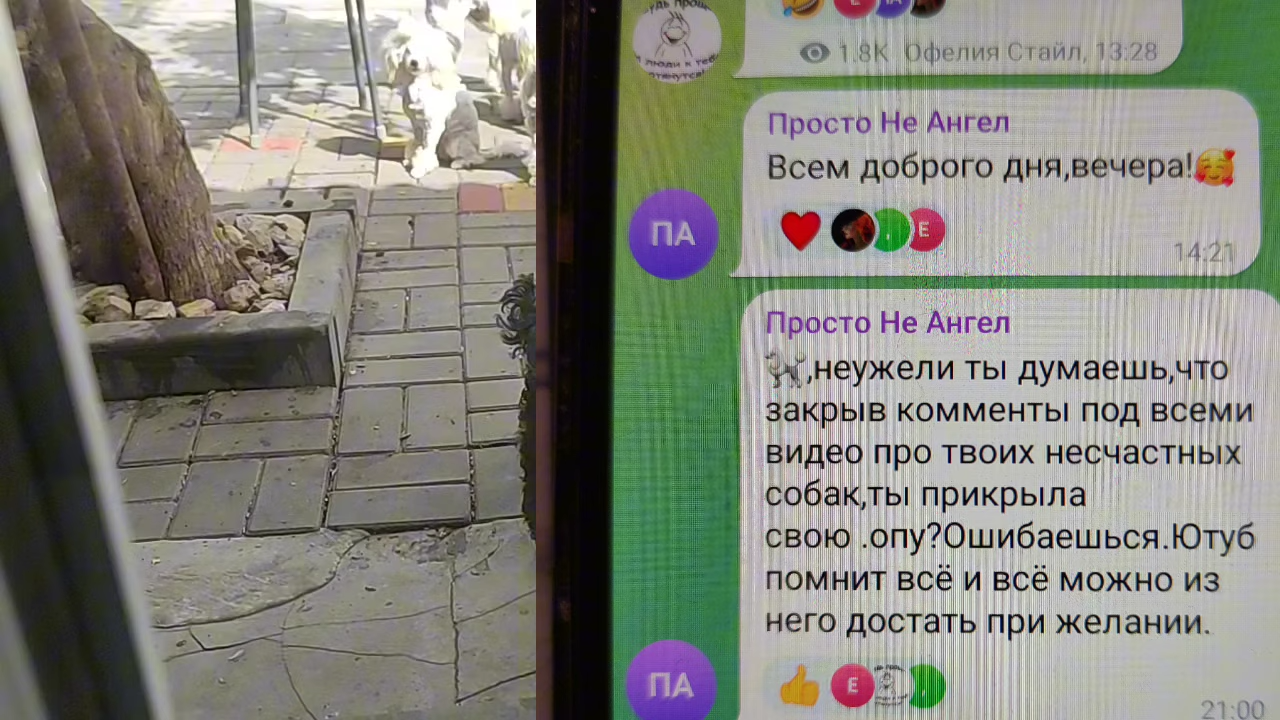 1.8K Офелия Стайл, 13:28
Просто Не Ангел
Всем доброго дня,вечера!🥰
ПА
Е
14:21
Просто Не Ангел
🐩,неужели ты думаешь,что
закрыв комменты под всеми
видео про твоих несчастных
собак,ты прикрыла
свою .опу?Ошибаешься.Ютуб
помнит всё и всё можно из
него достать при желании.
ПА
Е
21:00